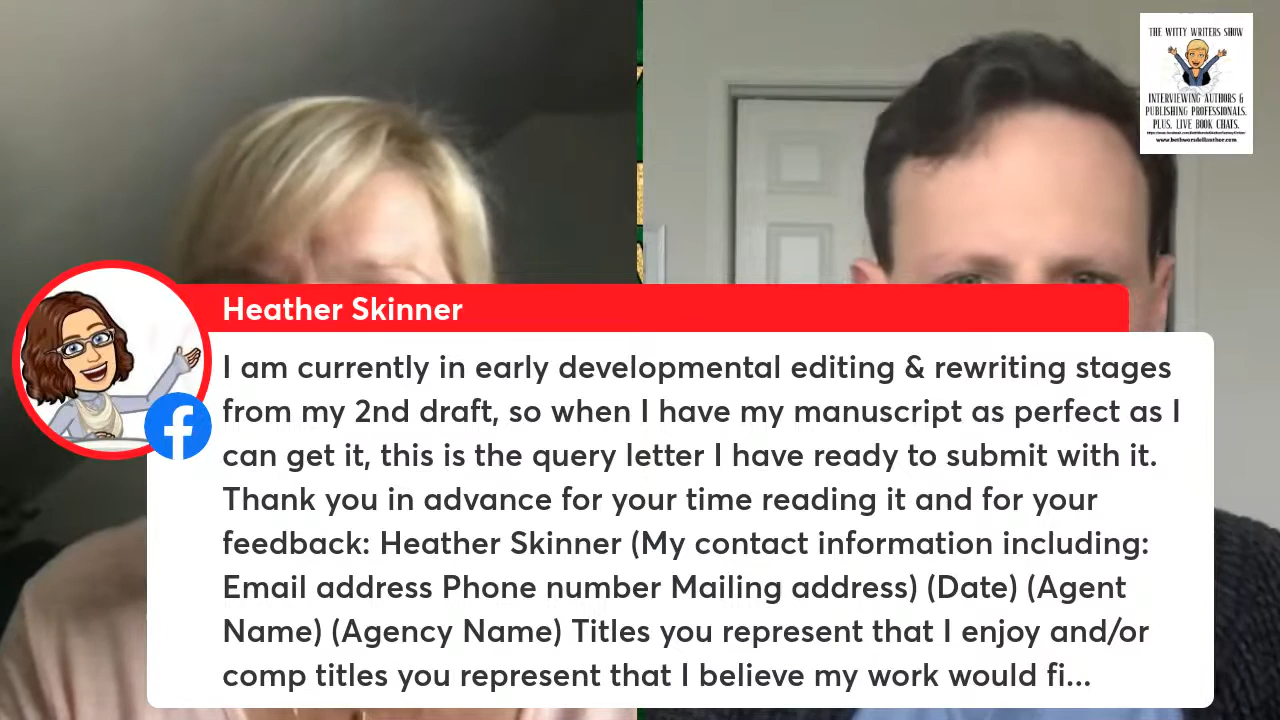 THE WITTY WRITERS SHOW
INTERVIEWING AUTHORS &
PUBLISHING PROFESSIONALS.
PLUS, LIVE BOOK CHATS.
www.bethworsdellauthor.com
Heather Skinner
I am currently in early developmental editing & rewriting stages
from my 2nd draft, so when I have my manuscript as perfect as I
can get it, this is the query letter I have ready to submit with it.
Thank you in advance for your time reading it and for your
feedback: Heather Skinner (My contact information including:
Email address Phone number Mailing address) (Date) (Agent
Name) (Agency Name) Titles you represent that I enjoy and/or
comp titles you represent that I believe my work would fi...